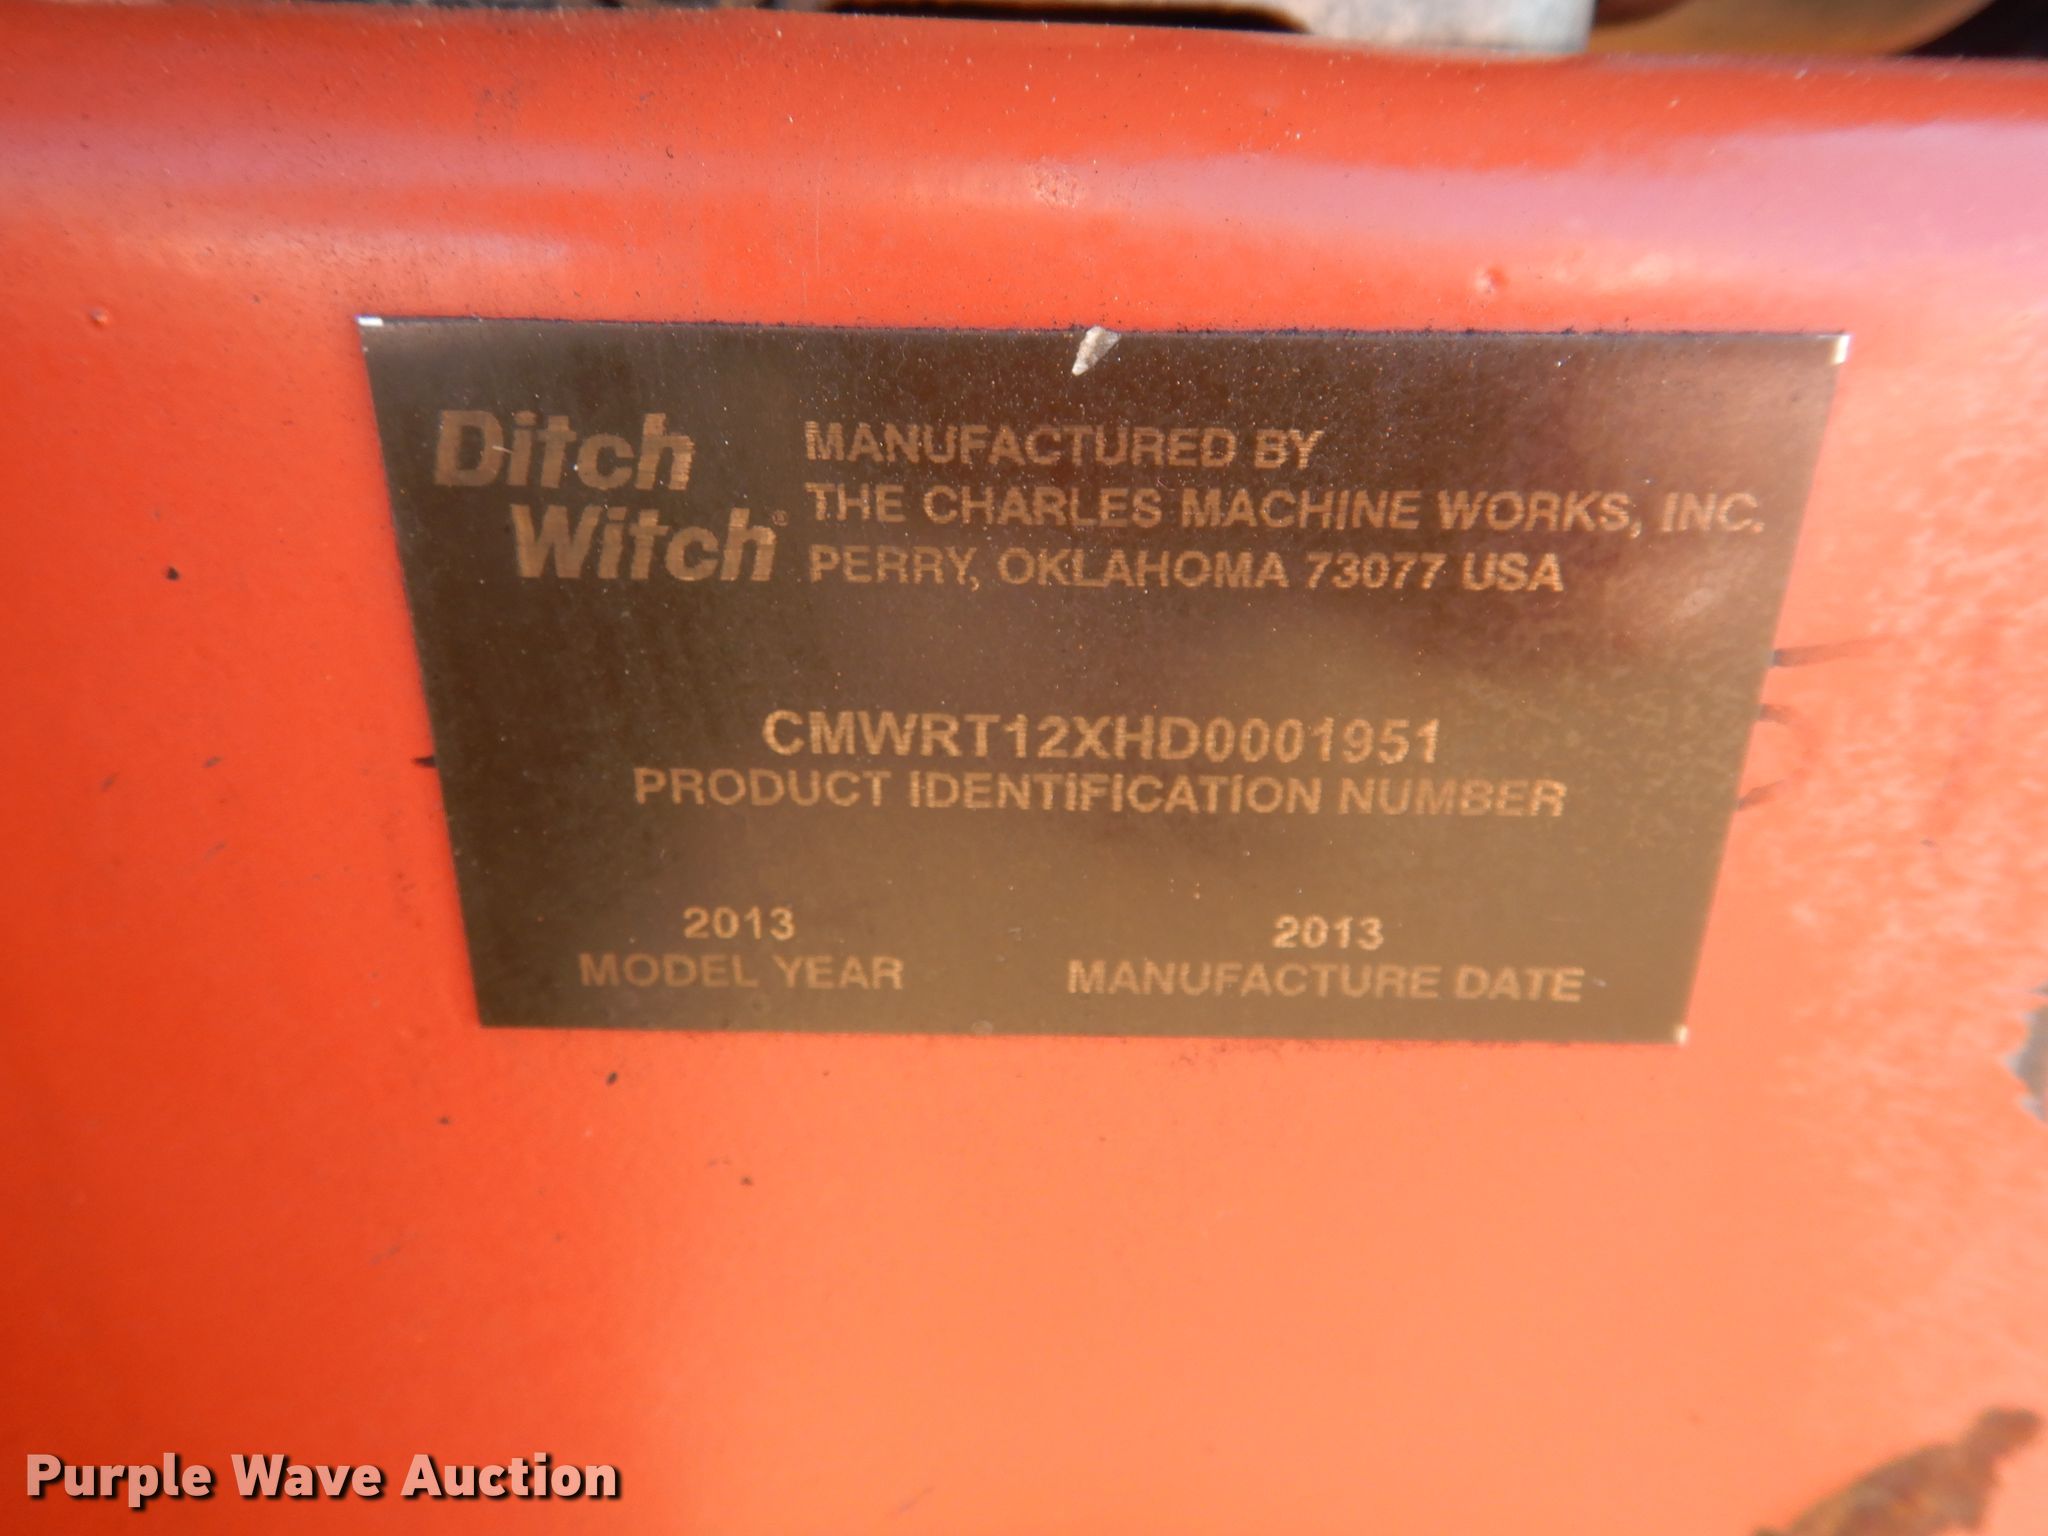 Ditch
Witch®
MANUFACTURED BY
THE CHARLES MACHINE WORKS, INC.
PERRY, OKLAHOMA 73077 USA
CMWRT12XHD0001951
PRODUCT IDENTIFICATION NUMBER
2013
MODEL YEAR
2013
MANUFACTURE DATE
Purple Wave Auction